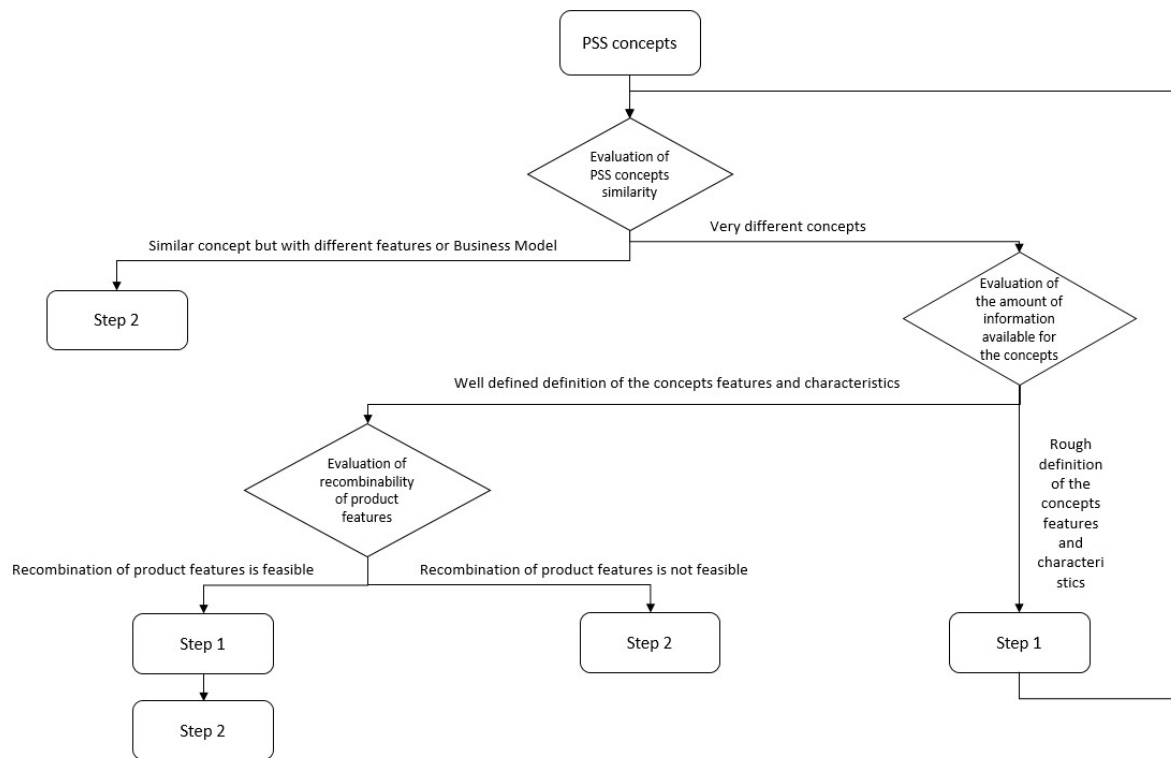 PSS concepts
Evaluation of
PSS concepts
similarity
Similar concept but with different features or Business Model
Very different concepts
Step 2
Evaluation of
the amount of
information
available for
the concepts
Well defined definition of the concepts features and characteristics
Evaluation of
recombinability
of product
features
Rough
definition
of the
concepts
features
and
characteri
stics
Recombination of product features is feasible
Recombination of product features is not feasible
Step 1
Step 2
Step 1
Step 2